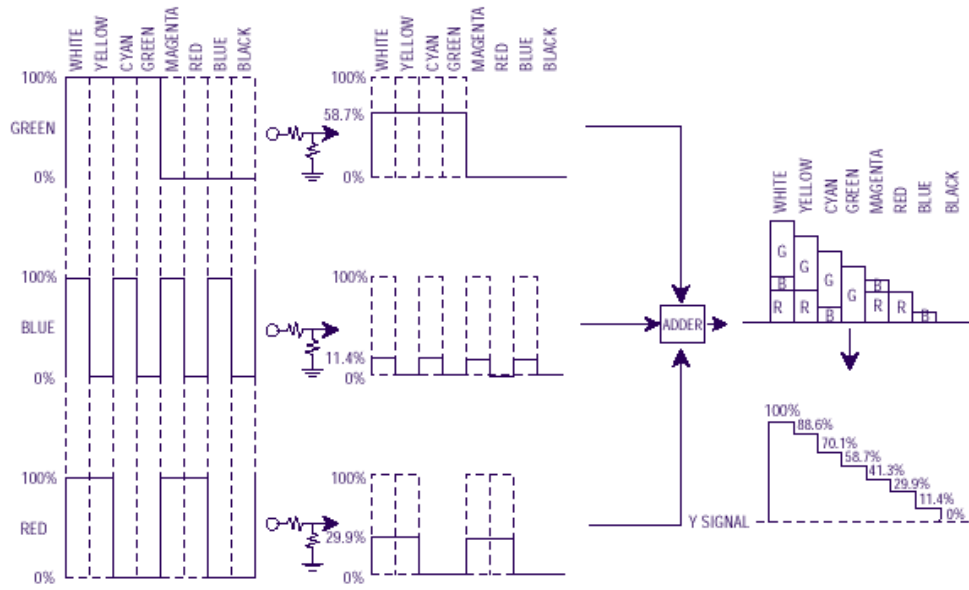 WHITE YELLOW CYAN GREEN MAGENTA RED BLUE BLACK
100%
GREEN
0%
100%
BLUE
0%
100%
RED
0%
WHITE YELLOW CYAN GREEN MAGENTA RED BLUE BLACK
100%
58.7%
0%
100%
11.4%
0%
100%
29.9%
0%
ADDER
WHITE YELLOW CYAN GREEN MAGENTA RED BLUE BLACK
G G G G B
B R R
R R B B
100%
88.6%
70.1%
58.7%
41.3%
29.9%
11.4%
0%
Y SIGNAL